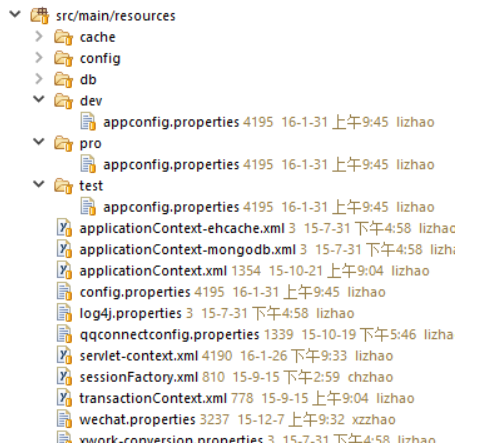 src/main/resources
cache
config
db
dev
appconfig.properties 4195 16-1-31 上午9:45 lizhao
pro
appconfig.properties 4195 16-1-31 上午9:45 lizhao
test
appconfig.properties 4195 16-1-31 上午9:45 lizhao
applicationContext-ehcache.xml 3 15-7-31 下午4:58 lizhao
applicationContext-mongodb.xml 3 15-7-31 下午4:58 lizh
applicationContext.xml 1354 15-10-21 上午9:04 lizhao
config.properties 4195 16-1-31 上午9:45 lizhao
log4j.properties 3 15-7-31 下午4:58 lizhao
qqconnectconfig.properties 1339 15-10-19 下午5:46 lizha
servlet-context.xml 4190 16-1-26 下午9:33 lizhao
sessionFactory.xml 810 15-9-15 下午2:59 chzhao
transactionContext.xml 778 15-9-15 上午9:04 lizhao
wechat.properties 3237 15-12-7 上午9:32 xzzhao
xwork-conversion.properties 3 15-7-31 下午4:58 lizhao